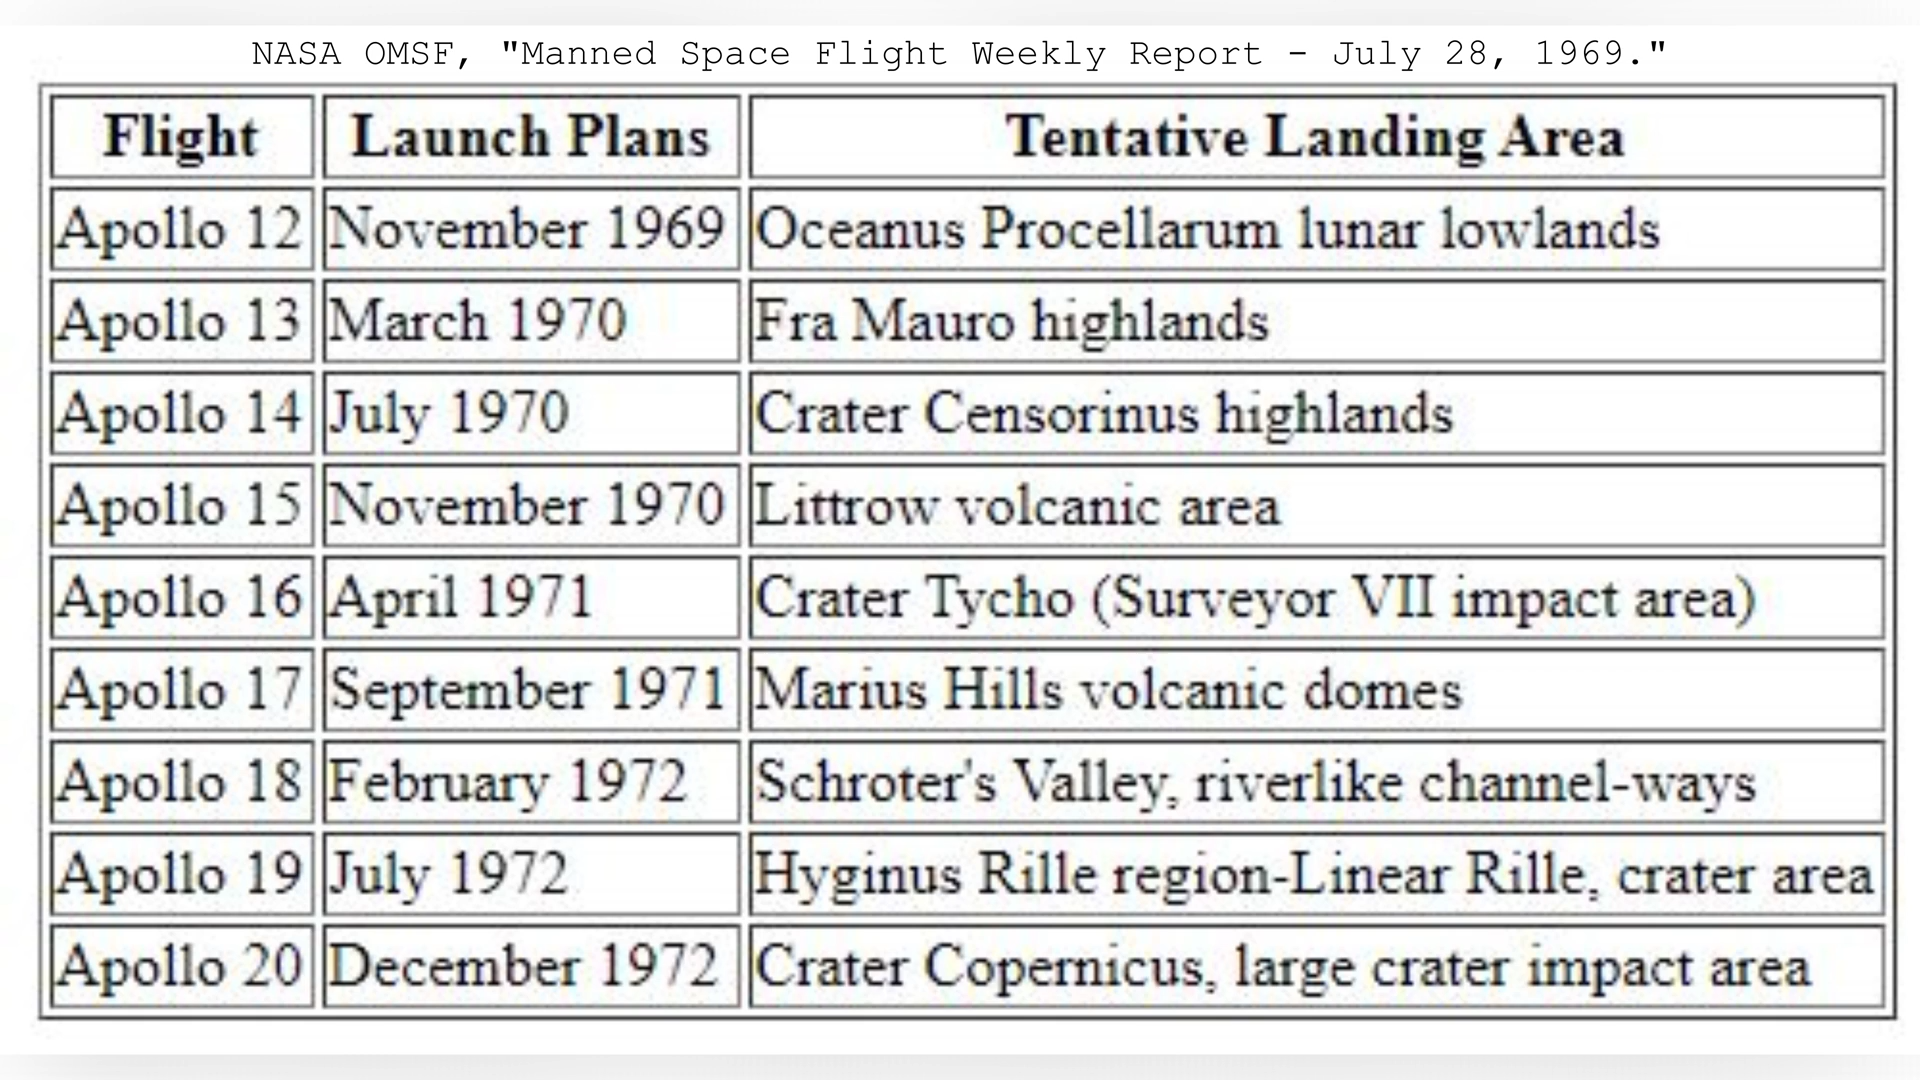 NASA OMSF, "Manned Space Flight Weekly Report - July 28, 1969."
Flight Launch Plans Tentative Landing Area
Apollo 12 November 1969 Oceanus Procellarum lunar lowlands
Apollo 13 March 1970 Fra Mauro highlands
Apollo 14 July 1970 Crater Censorinus highlands
Apollo 15 November 1970 Littrow volcanic area
Apollo 16 April 1971 Crater Tycho (Surveyor VII impact area)
Apollo 17 September 1971 Marius Hills volcanic domes
Apollo 18 February 1972 Schroter's Valley, riverlike channel-ways
Apollo 19 July 1972 Hyginus Rille region-Linear Rille, crater area
Apollo 20 December 1972 Crater Copernicus, large crater impact area